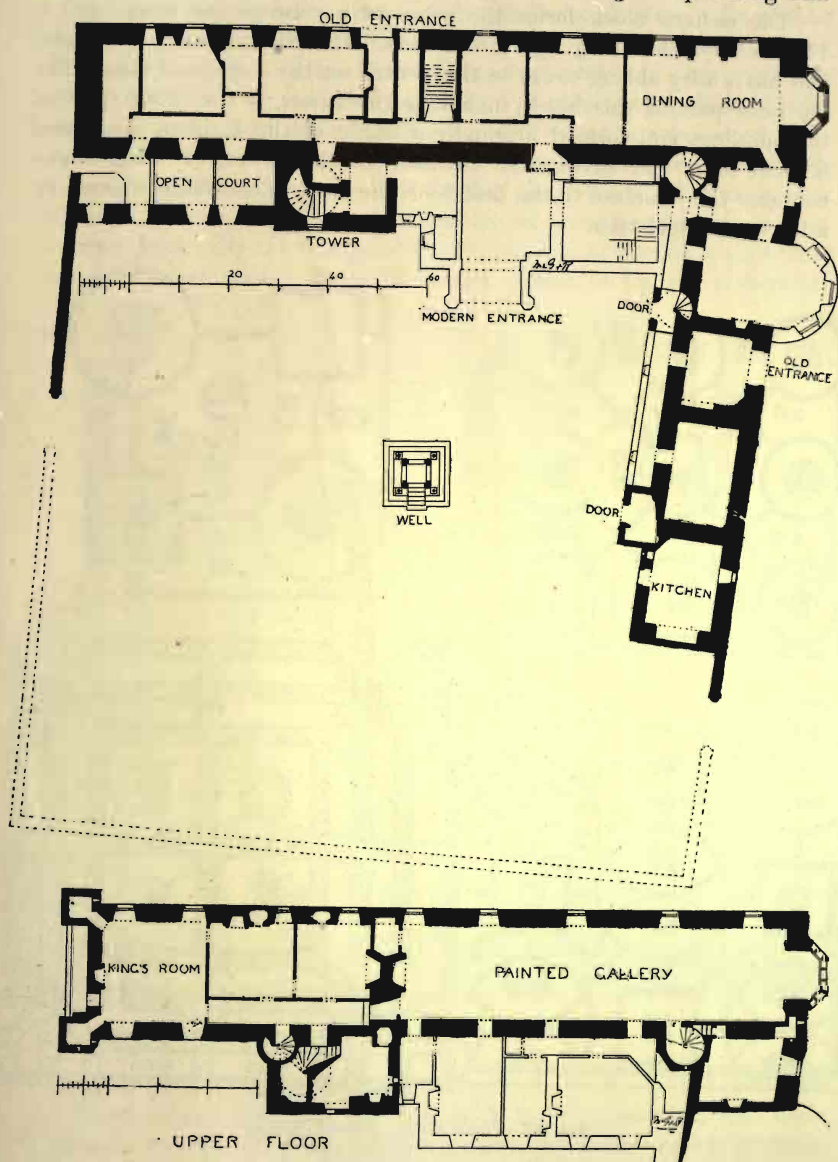 OLD ENTRANCE
DINING ROOM
OPEN COURT
TOWER
20 40 60
MODERN ENTRANCE
DOOR
OLD
ENTRANCE
WELL
DOOR
KITCHEN
KING'S ROOM
PAINTED GALLERY
UPPER FLOOR